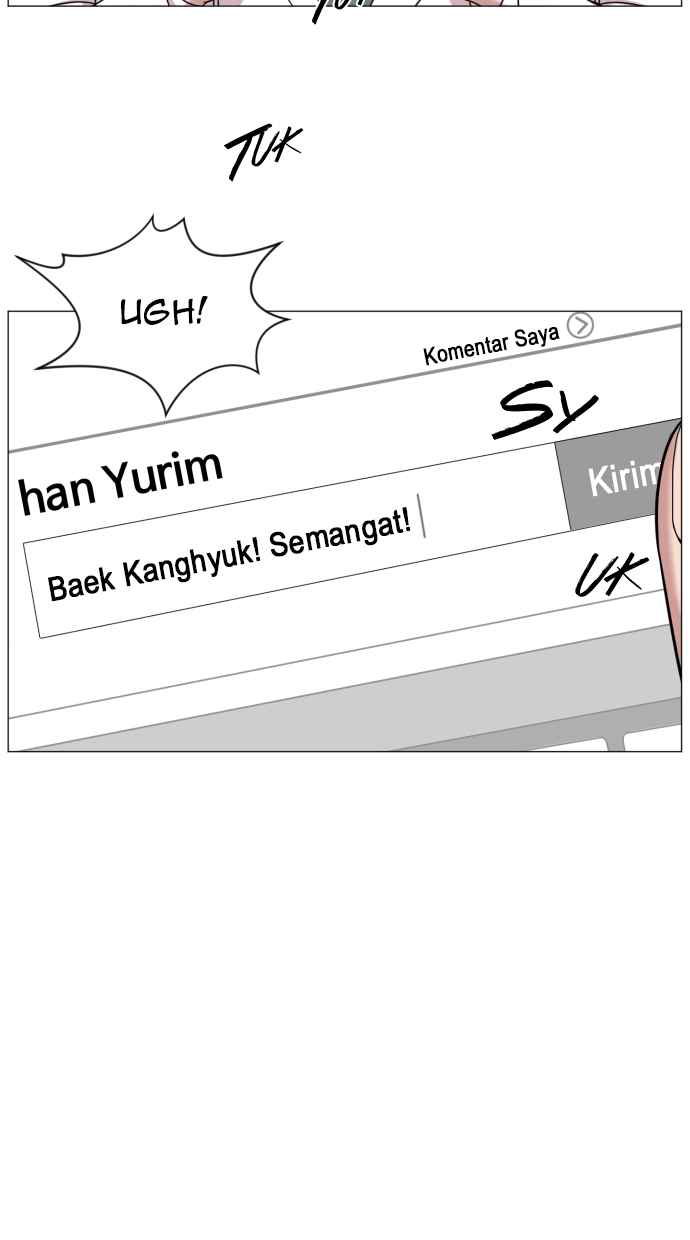 TUK
UGH!
Komentar Saya
SY
han Yurim
Kirim
Baek Kanghyuk! Semangat!
UK